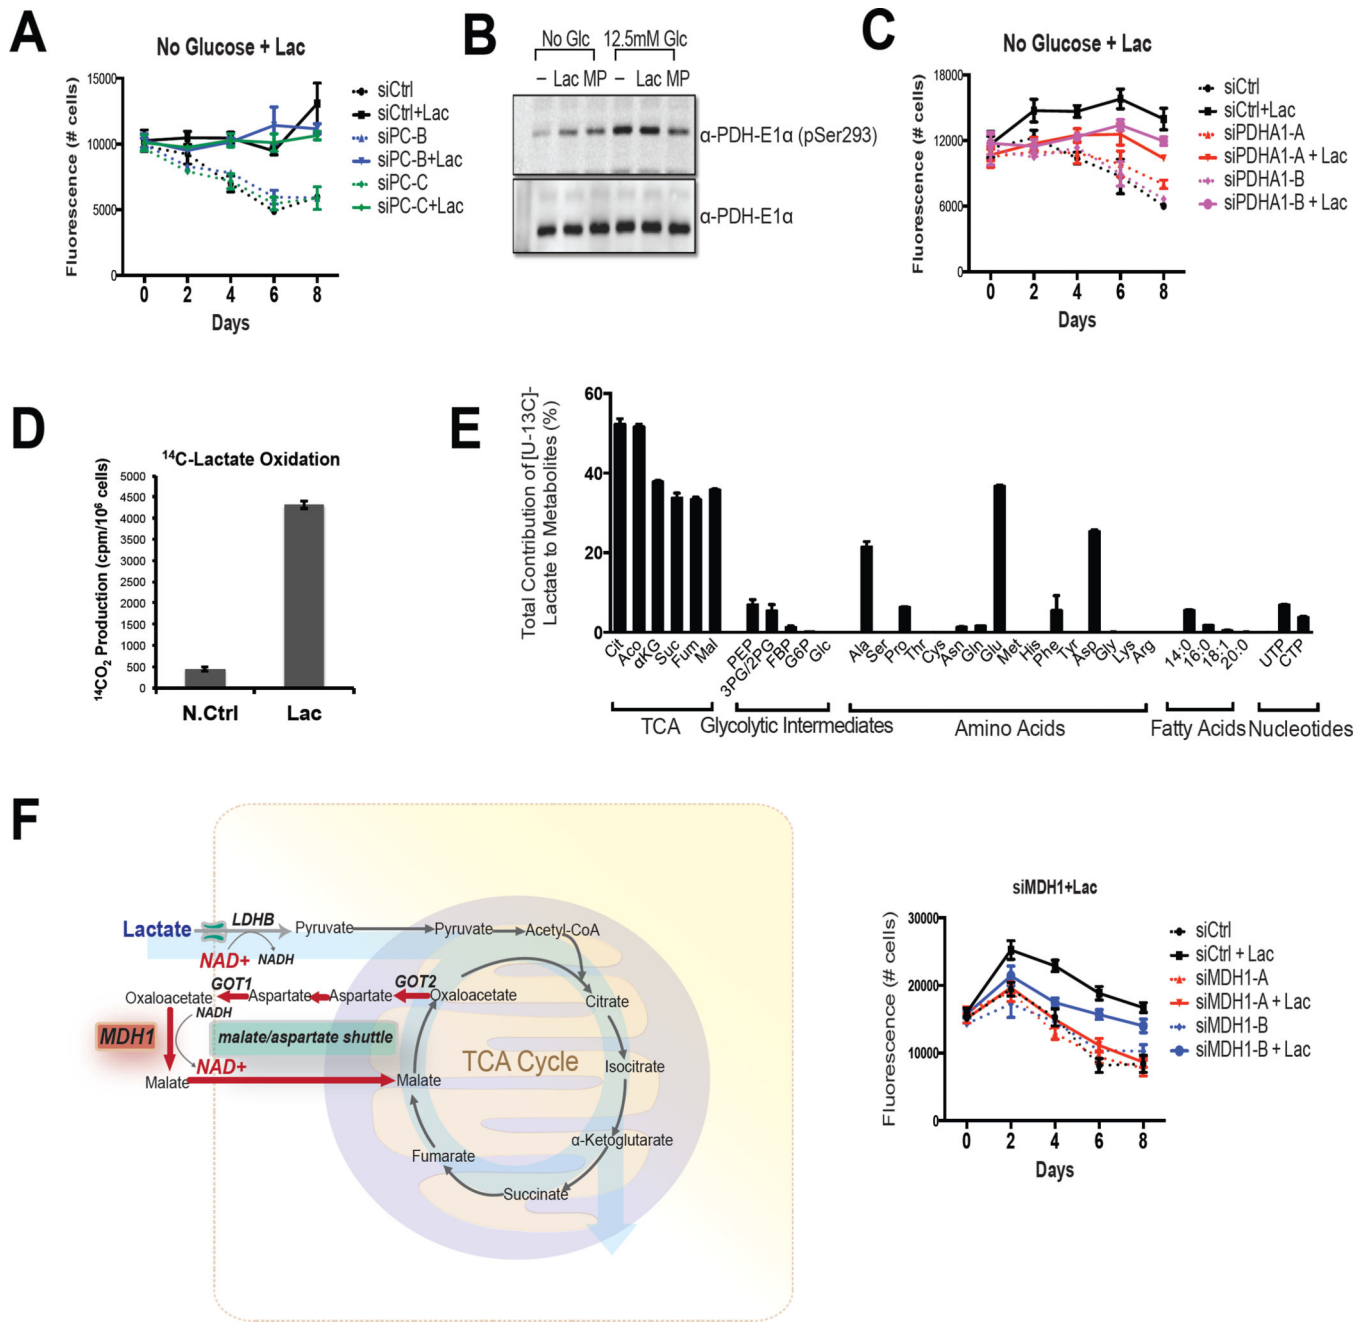 A
No Glucose + Lac
Fluorescence (# cells)
15000
10000
5000
0
0 2 4 6 8
Days
siCtrl
siCtrl+Lac
siPC-B
siPC-B+Lac
siPC-C
siPC-C+Lac
B
No Glc 12.5mM Glc
– Lac MP – Lac MP
α-PDH-E1α (pSer293)
α-PDH-E1α
C
No Glucose + Lac
Fluorescence (# cells)
18000
12000
6000
0
0 2 4 6 8
Days
siCtrl
siCtrl+Lac
siPDHA1-A
siPDHA1-A + Lac
siPDHA1-B
siPDHA1-B + Lac
D
¹⁴C-Lactate Oxidation
¹⁴CO₂ Production (cpm/10⁶ cells)
5000
4500
4000
3500
3000
2500
2000
1500
1000
500
0
N.Ctrl Lac
E
Total Contribution of [U-13C]-
Lactate to Metabolites (%)
60
40
20
0
Cit Aco αKG Suc Fum Mal PEP 3PG/2PG FBP G6P Glc Ala Ser Pro Thr Cys Asn Gln Glu Met His Phe Tyr Asp Gly Lys Arg 14:0 16:0 18:1 20:0 UTP CTP
TCA Glycolytic Intermediates Amino Acids Fatty Acids Nucleotides
F
Lactate LDHB Pyruvate Pyruvate Acetyl-CoA
NAD+ NADH
GOT1 GOT2
Oxaloacetate Aspartate Aspartate Oxaloacetate Citrate
NADH
MDH1 malate/aspartate shuttle
NAD+
TCA Cycle Isocitrate
Malate Malate
α-Ketoglutarate
Fumarate
Succinate
siMDH1+Lac
Fluorescence (# cells)
30000
20000
10000
0
0 2 4 6 8
Days
siCtrl
siCtrl + Lac
siMDH1-A
siMDH1-A + Lac
siMDH1-B
siMDH1-B + Lac